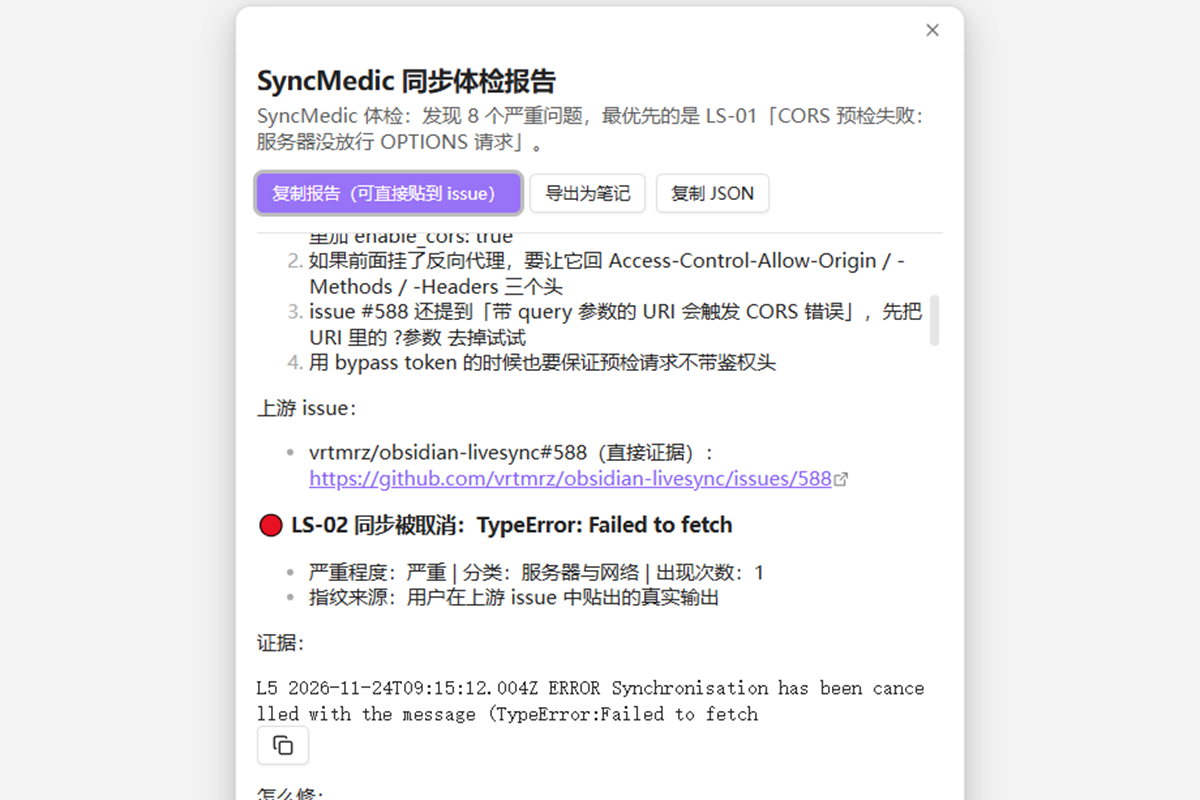 SyncMedic 同步体检报告
SyncMedic 体检：发现 8 个严重问题，最优先的是 LS-01「CORS 预检失败：
服务器没放行 OPTIONS 请求」。
复制报告（可直接贴到 issue） 导出为笔记 复制 JSON
里加 enable_cors: true
2. 如果前面挂了反向代理，要让它回 Access-Control-Allow-Origin / -
Methods / -Headers 三个头
3. issue #588 还提到「带 query 参数的 URI 会触发 CORS 错误」，先把
URI 里的 ?参数 去掉试试
4. 用 bypass token 的时候也要保证预检请求不带鉴权头
上游 issue：
vrtmrz/obsidian-livesync#588（直接证据）：
https://github.com/vrtmrz/obsidian-livesync/issues/588
LS-02 同步被取消：TypeError: Failed to fetch
严重程度：严重 | 分类：服务器与网络 | 出现次数：1
指纹来源：用户在上游 issue 中贴出的真实输出
证据：
L5 2026-11-24T09:15:12.004Z ERROR Synchronisation has been cance
lled with the message (TypeError:Failed to fetch
怎么修：